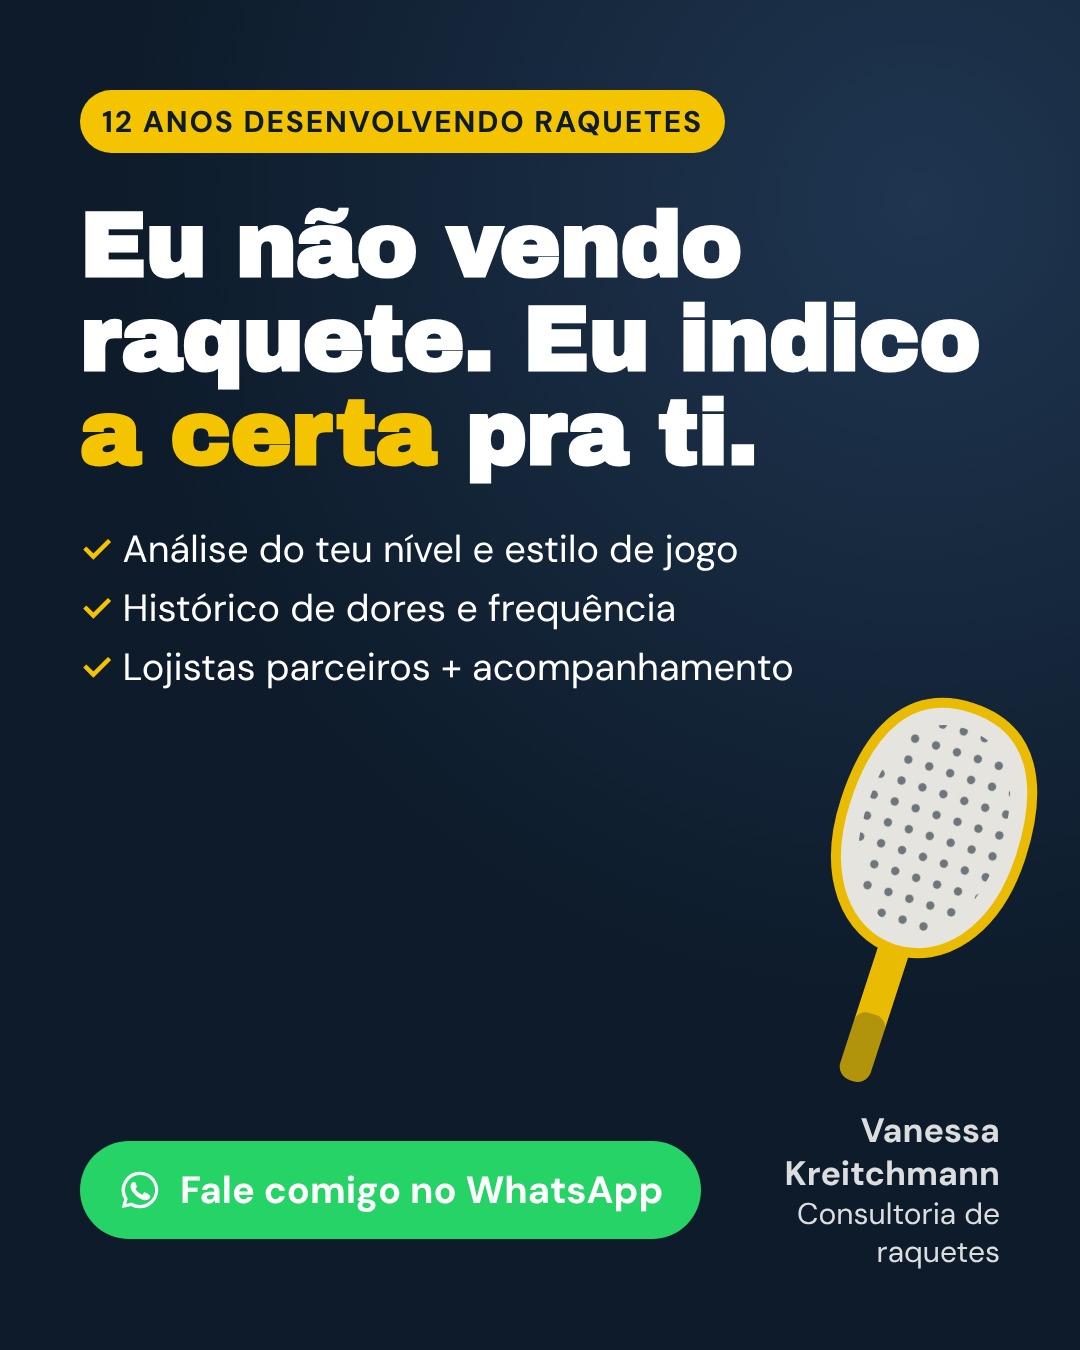 12 ANOS DESENVOLVENDO RAQUETES
Eu não vendo
raquete. Eu indico
a certa pra ti.
Análise do teu nível e estilo de jogo
Histórico de dores e frequência
Lojistas parceiros + acompanhamento
Fale comigo no WhatsApp
Vanessa
Kreitchmann
Consultoria de
raquetes